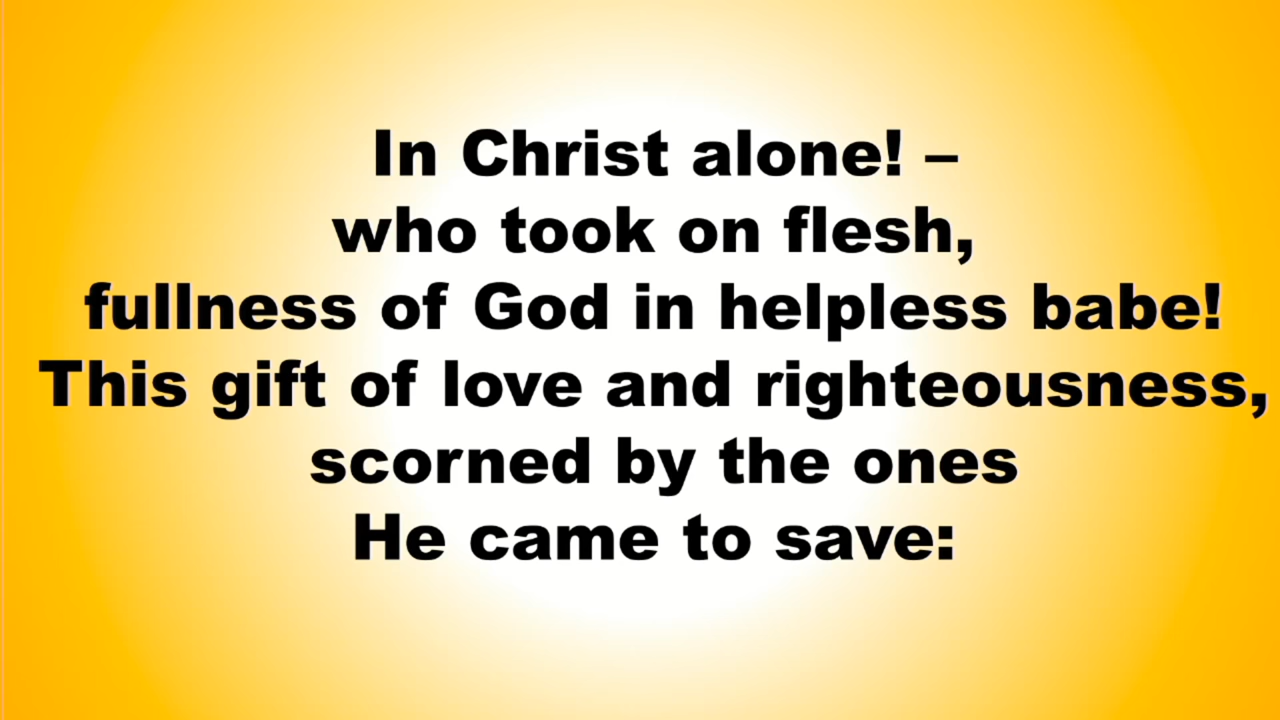 In Christ alone! –
who took on flesh,
fullness of God in helpless babe!
This gift of love and righteousness,
scorned by the ones
He came to save: